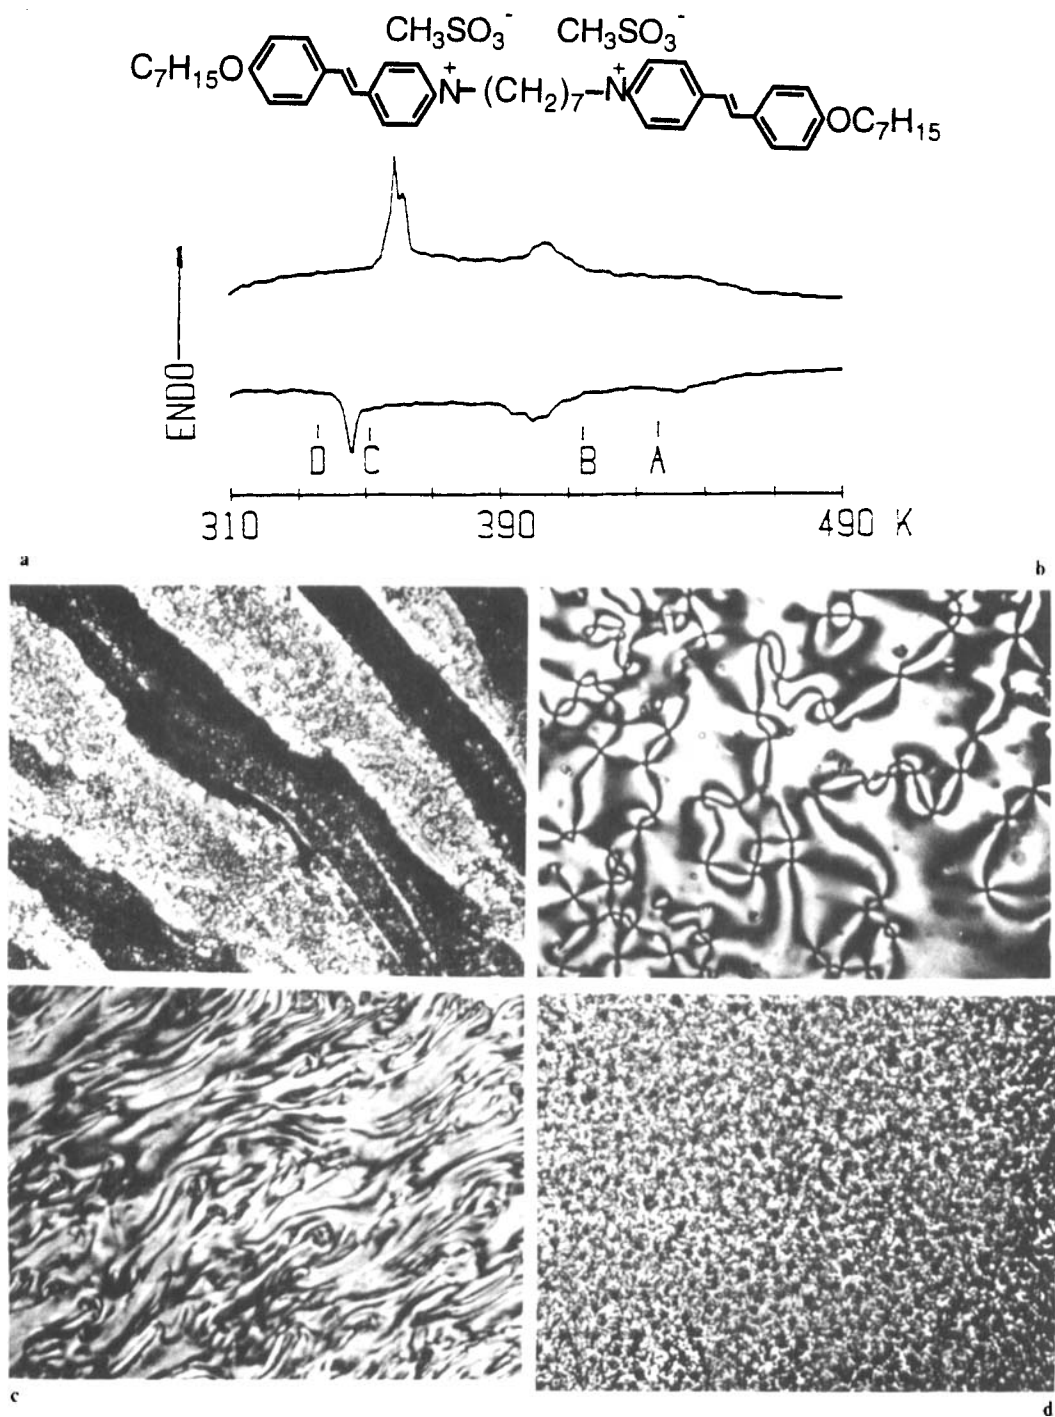 CH₃SO₃⁻ CH₃SO₃⁻
C₇H₁₅O N⁺–(CH₂)₇–N⁺ OC₇H₁₅
ENDO
D C B A
310 390 490 K
a b
c d